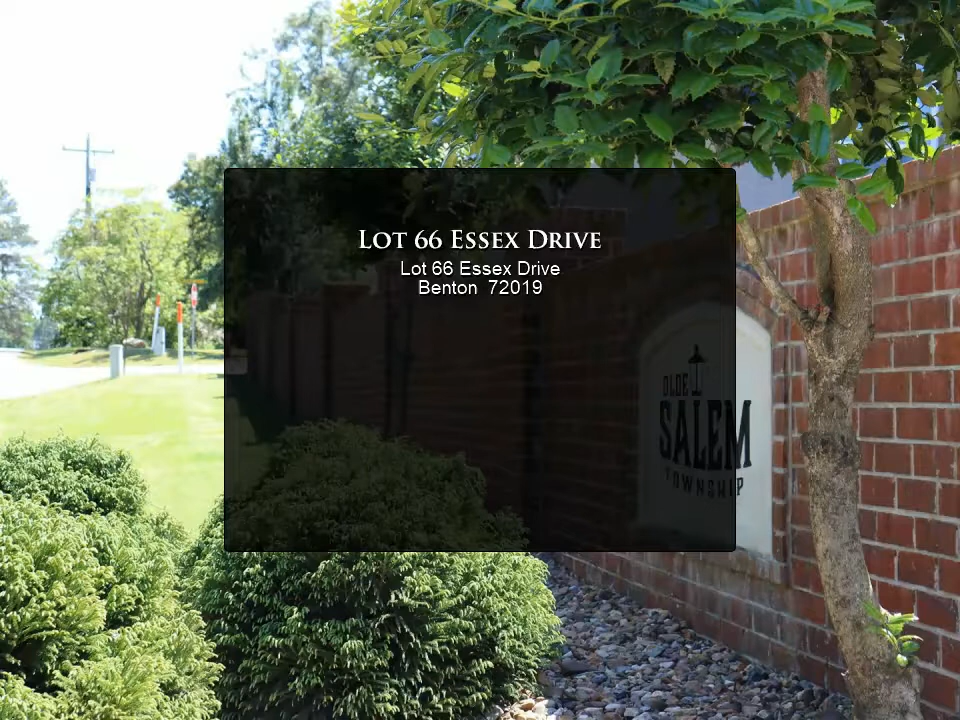 Lot 66 Essex Drive
Lot 66 Essex Drive
Benton  72019
OLDE
SALEM
TOWNSHIP